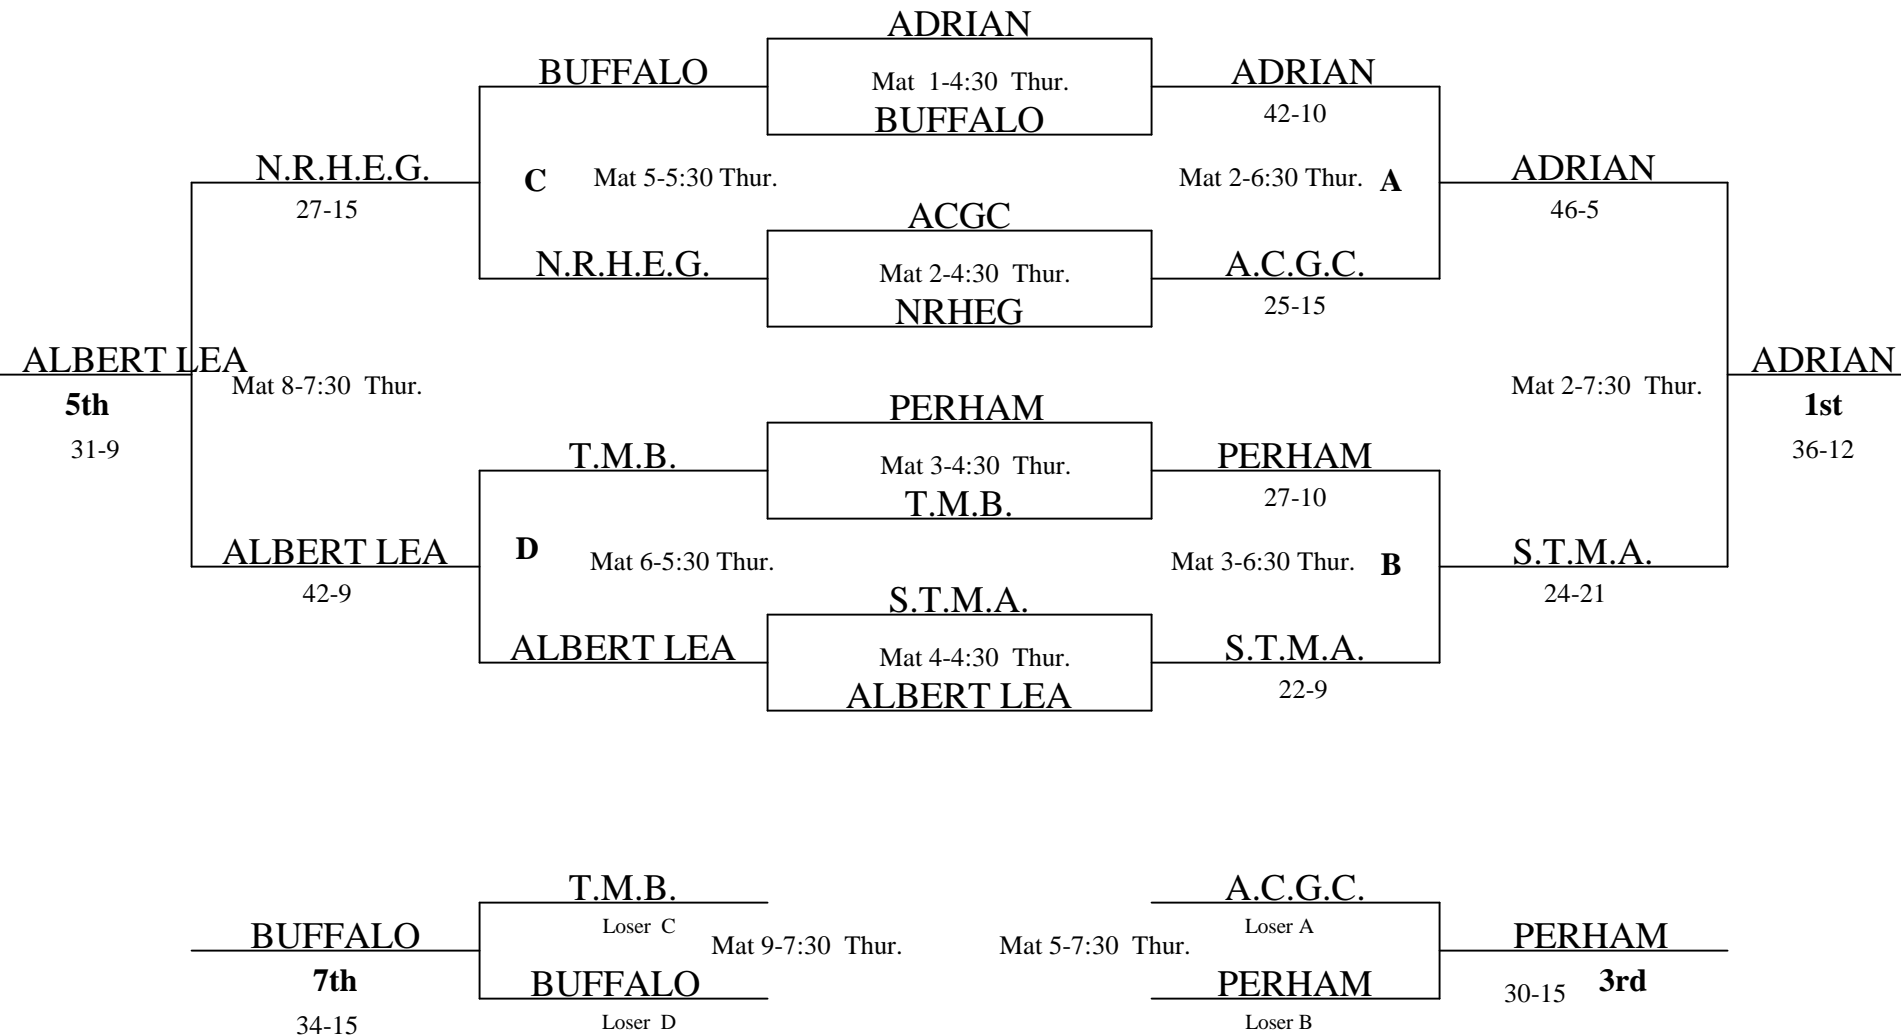 ADRIAN
BUFFALO
Mat 1-4:30 Thur.
ADRIAN
BUFFALO
42-10
N.R.H.E.G.
C
Mat 5-5:30 Thur.
Mat 2-6:30 Thur.
A
ADRIAN
27-15
46-5
ACGC
N.R.H.E.G.
Mat 2-4:30 Thur.
A.C.G.C.
NRHEG
25-15
ALBERT LEA
5th
31-9
Mat 8-7:30 Thur.
Mat 2-7:30 Thur.
ADRIAN
1st
36-12
PERHAM
T.M.B.
Mat 3-4:30 Thur.
PERHAM
T.M.B.
27-10
ALBERT LEA
D
Mat 6-5:30 Thur.
Mat 3-6:30 Thur.
B
S.T.M.A.
42-9
24-21
S.T.M.A.
ALBERT LEA
Mat 4-4:30 Thur.
S.T.M.A.
ALBERT LEA
22-9
T.M.B.
Loser C
BUFFALO
7th
34-15
Mat 9-7:30 Thur.
BUFFALO
Loser D
A.C.G.C.
Loser A
Mat 5-7:30 Thur.
PERHAM
3rd
30-15
PERHAM
Loser B